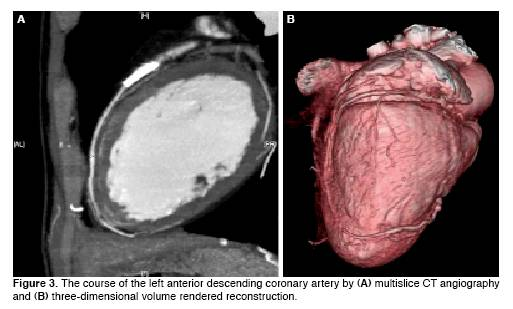 A
B
[H]
[AL]
[PR]
[F]
Figure 3. The course of the left anterior descending coronary artery by (A) multislice CT angiography
and (B) three-dimensional volume rendered reconstruction.